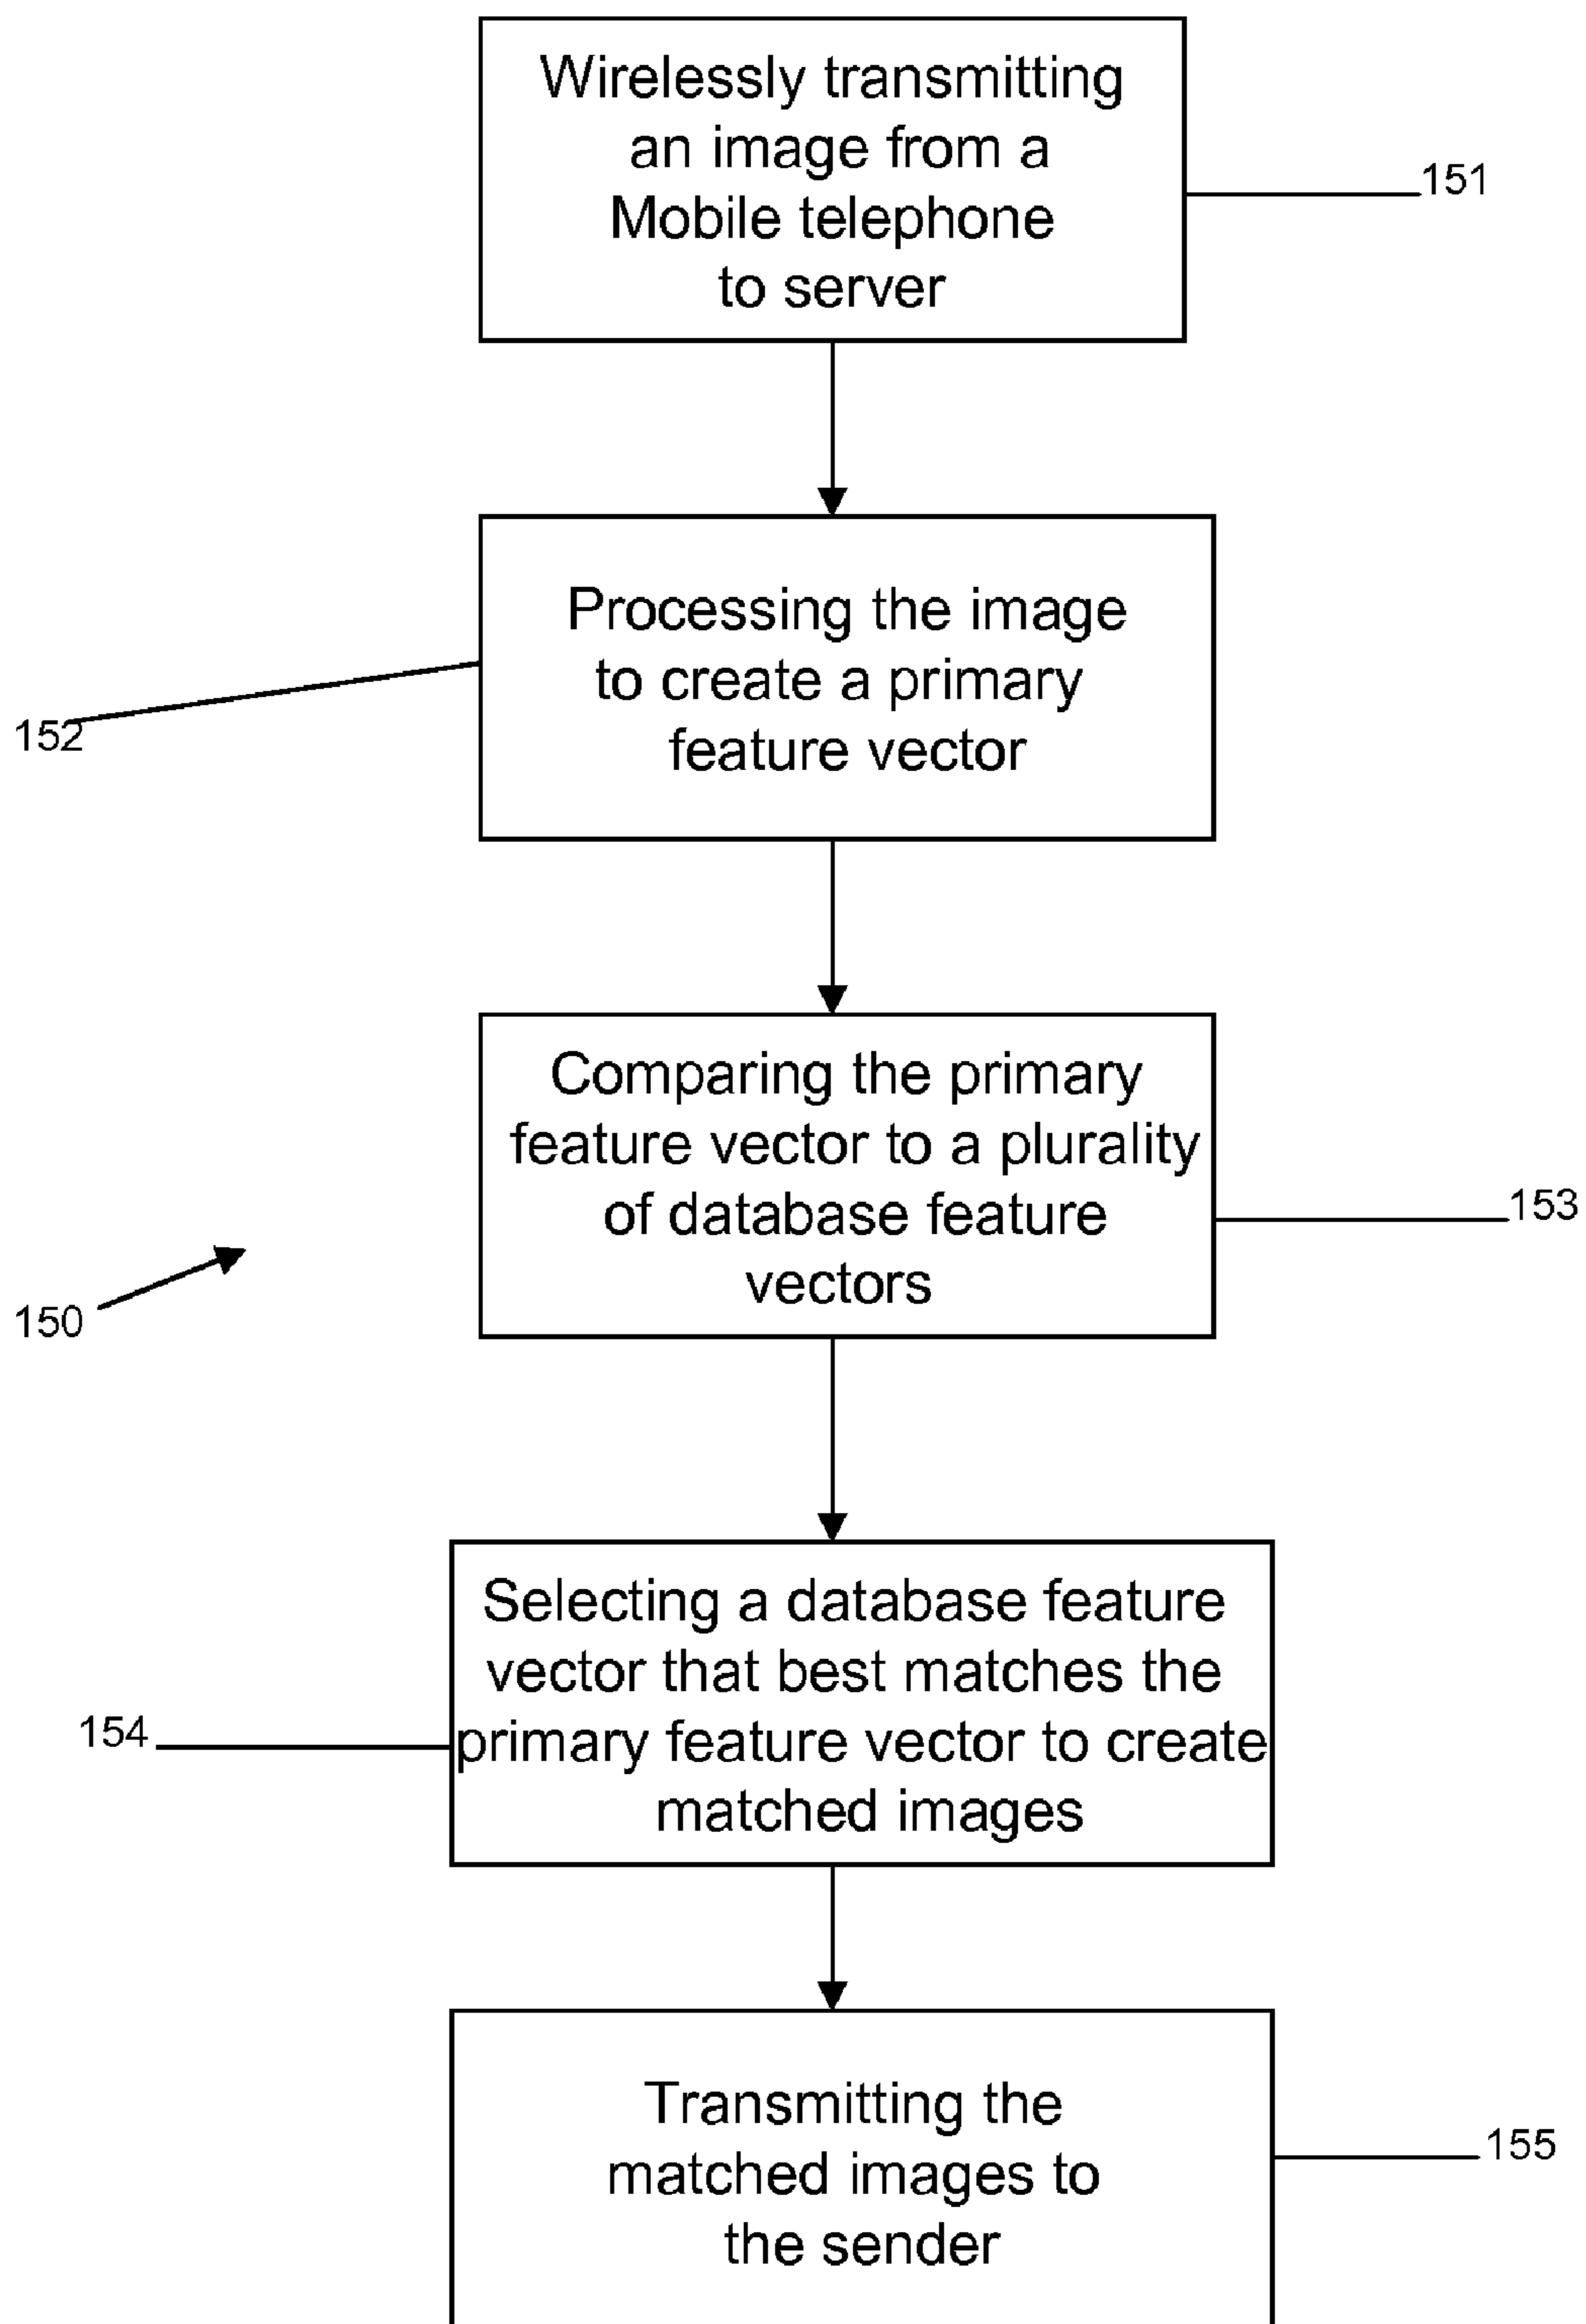 Wirelessly transmitting
an image from a
Mobile telephone
to server
151
Processing the image
to create a primary
feature vector
152
Comparing the primary
feature vector to a plurality
of database feature
vectors
153
150
Selecting a database feature
vector that best matches the
primary feature vector to create
matched images
154
Transmitting the
matched images to
the sender
155